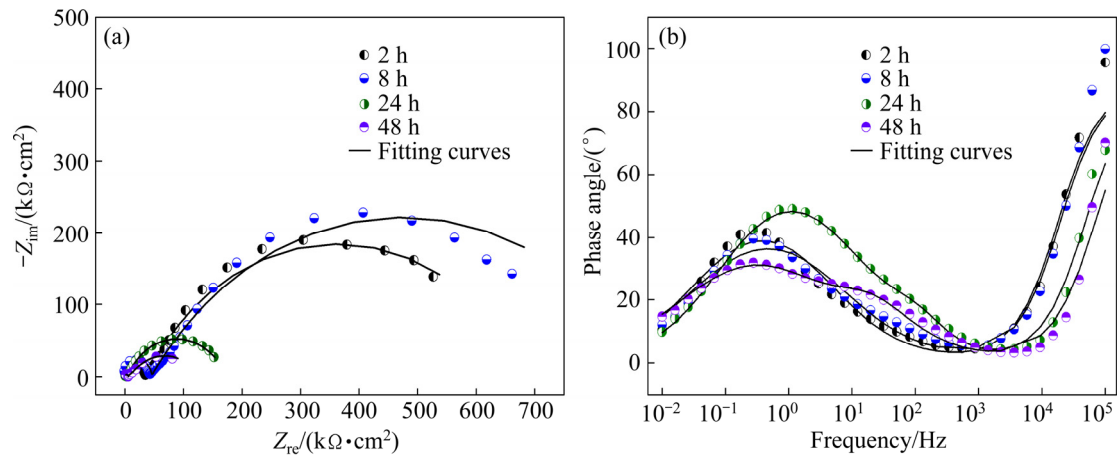 (a)
2 h
8 h
24 h
48 h
Fitting curves
500
400
300
200
100
0
−Z_im/(kΩ•cm²)
0 100 200 300 400 500 600 700
Z_re/(kΩ•cm²)
(b)
2 h
8 h
24 h
48 h
Fitting curves
100
80
60
40
20
0
Phase angle/(°)
10⁻² 10⁻¹ 10⁰ 10¹ 10² 10³ 10⁴ 10⁵
Frequency/Hz